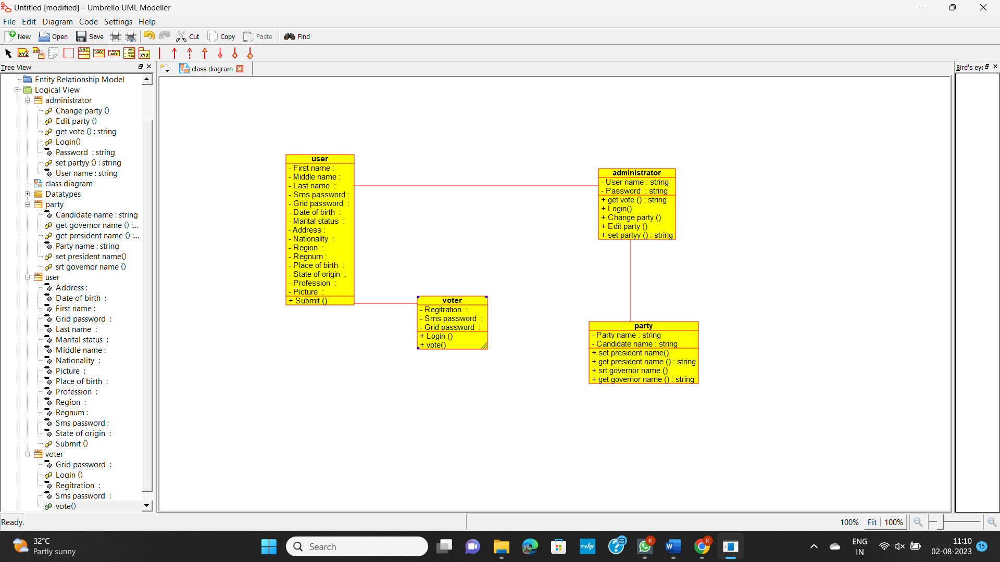 Untitled [modified] – Umbrello UML Modeller
File Edit Diagram Code Settings Help
New Open Save Cut Copy Paste Find
Tree View
class diagram
Bird's eye
Entity Relationship Model
Logical View
administrator
Change party ()
Edit party ()
get vote () : string
Login()
Password : string
set partyy () : string
User name : string
class diagram
Datatypes
party
Candidate name : string
get governor name () :...
get president name () :...
Party name : string
set president name()
srt governor name ()
user
Address :
Date of birth :
First name :
Grid password :
Last name :
Marital status :
Middle name :
Nationality :
Picture :
Place of birth :
Profession :
Region :
Regnum :
Sms password :
State of origin :
Submit ()
voter
Grid password :
Login ()
Regitration :
Sms password :
vote()
user
- First name :
- Middle name :
- Last name :
- Sms password :
- Grid password :
- Date of birth :
- Marital status :
- Address :
- Nationality :
- Region :
- Regnum :
- Place of birth :
- State of origin :
- Profession :
- Picture :
+ Submit ()
administrator
- User name : string
- Password : string
+ get vote () : string
+ Login()
+ Change party ()
+ Edit party ()
+ set partyy () : string
voter
- Regitration :
- Sms password :
- Grid password :
+ Login ()
+ vote()
party
- Party name : string
- Candidate name : string
+ set president name()
+ get president name () : string
+ srt governor name ()
+ get governor name () : string
Ready.
100% Fit 100%
32°C
Partly sunny
Search
myhp
ENG
IN
11:10
02-08-2023
15